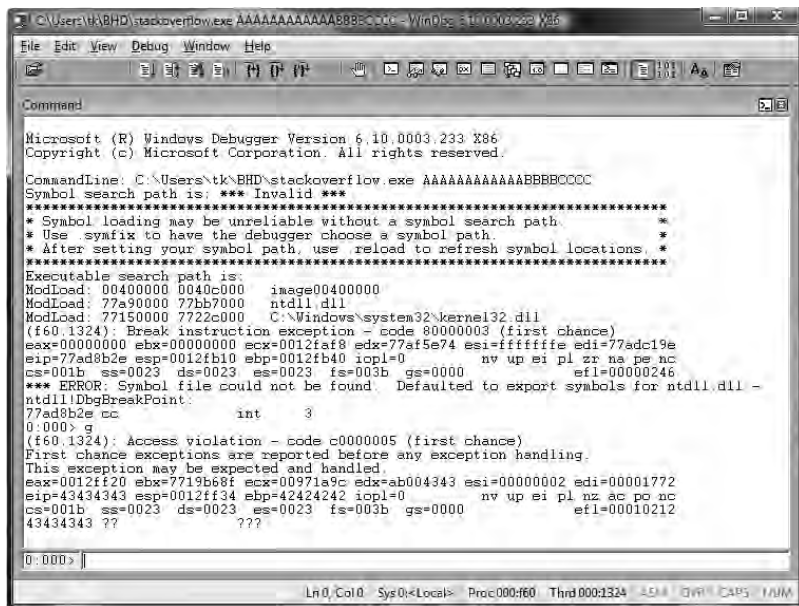 C:\Users\tk\BHD\stackoverflow.exe AAAAAAAAAAAABBBBCCCC - WinDbg:6.10.0003.233 X86
File Edit View Debug Window Help
Command
Microsoft (R) Windows Debugger Version 6.10.0003.233 X86
Copyright (c) Microsoft Corporation. All rights reserved.
CommandLine: C:\Users\tk\BHD\stackoverflow.exe AAAAAAAAAAAABBBBCCCC
Symbol search path is: *** Invalid ***
****************************************************************************
* Symbol loading may be unreliable without a symbol search path. *
* Use .symfix to have the debugger choose a symbol path. *
* After setting your symbol path, use .reload to refresh symbol locations. *
****************************************************************************
Executable search path is:
ModLoad: 00400000 0040c000 image00400000
ModLoad: 77a90000 77bb7000 ntdll.dll
ModLoad: 77150000 7722c000 C:\Windows\system32\kernel32.dll
(f60.1324): Break instruction exception - code 80000003 (first chance)
eax=00000000 ebx=00000000 ecx=0012faf8 edx=77af5e74 esi=fffffffe edi=77adc19e
eip=77ad8b2e esp=0012fb10 ebp=0012fb40 iopl=0 nv up ei pl zr na pe nc
cs=001b ss=0023 ds=0023 es=0023 fs=003b gs=0000 efl=00000246
*** ERROR: Symbol file could not be found. Defaulted to export symbols for ntdll.dll -
ntdll!DbgBreakPoint:
77ad8b2e cc int 3
0:000> g
(f60.1324): Access violation - code c0000005 (first chance)
First chance exceptions are reported before any exception handling.
This exception may be expected and handled.
eax=0012ff20 ebx=7719b68f ecx=00971a9c edx=ab004343 esi=00000002 edi=00001772
eip=43434343 esp=0012ff34 ebp=42424242 iopl=0 nv up ei pl nz ac po nc
cs=001b ss=0023 ds=0023 es=0023 fs=003b gs=0000 efl=00010212
43434343 ?? ???
0:000>
Ln 0, Col 0 Sys 0:<Local> Proc 000:f60 Thrd 000:1324 ASM OVR CAPS NUM